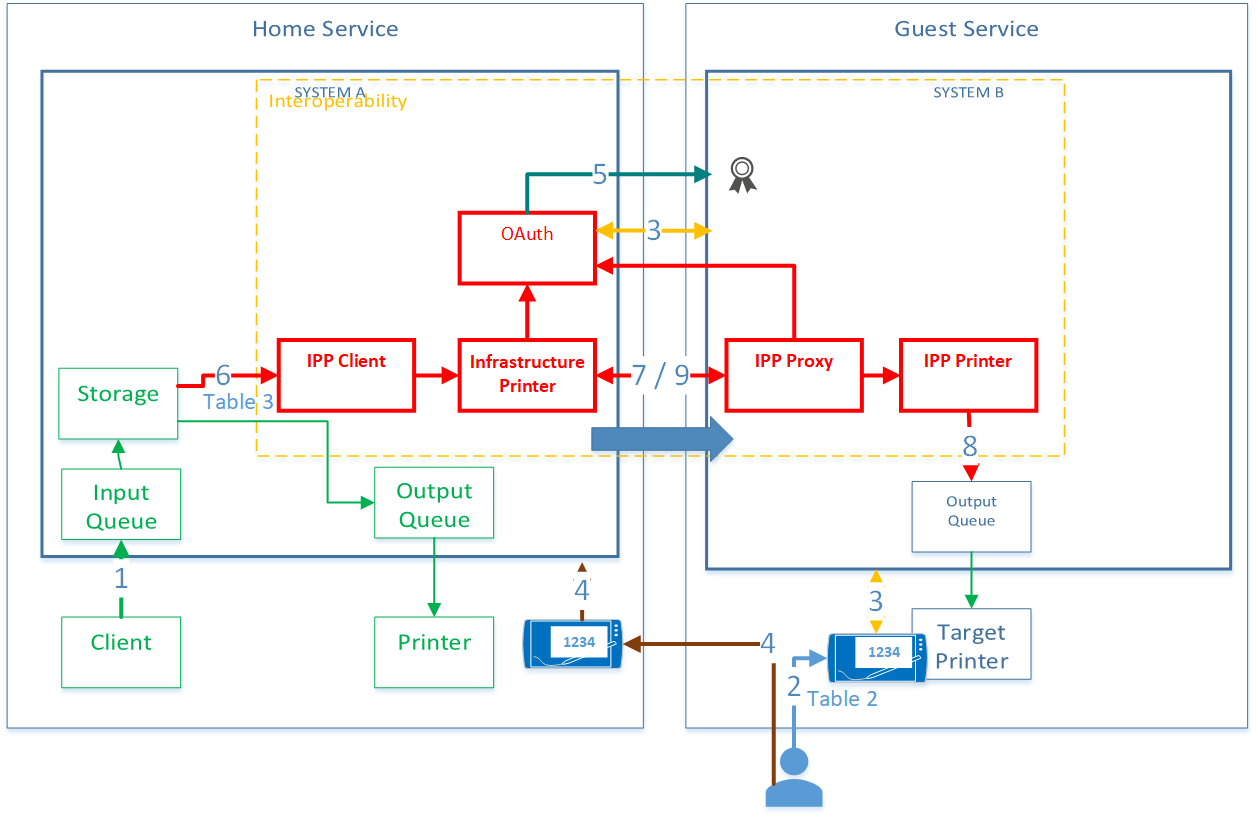 Home Service
Guest Service
SYSTEM A
Interoperability
SYSTEM B
5
OAuth
3
IPP Client
Infrastructure
Printer
IPP Proxy
IPP Printer
6
7 / 9
Storage
Table 3
8
Input
Queue
Output
Queue
Output
Queue
1
4
3
Client
Printer
1234
4
1234
Target
Printer
2
Table 2